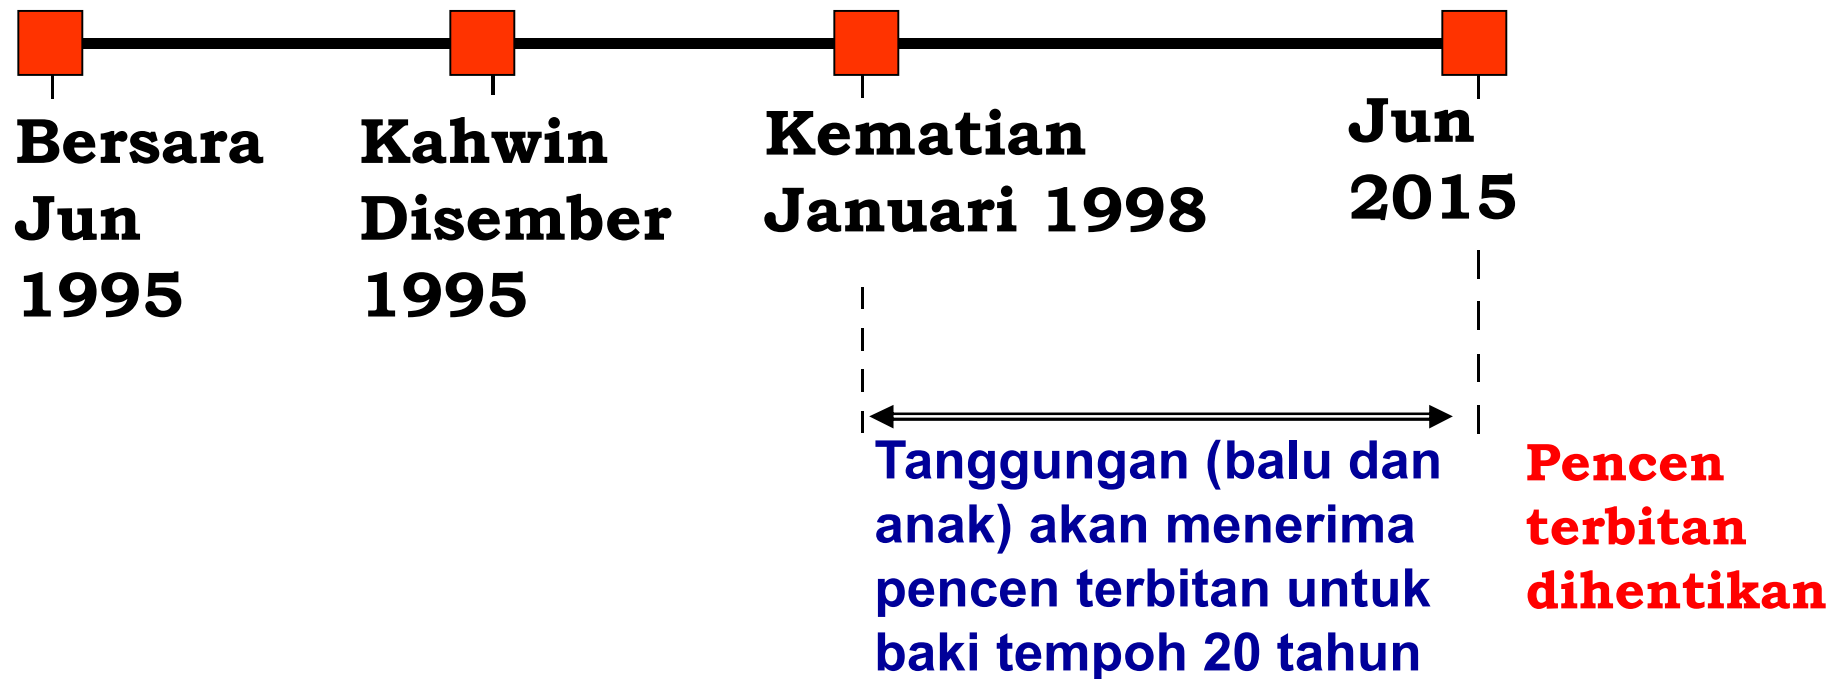 Bersara
Jun
1995
Kahwin
Disember
1995
Kematian
Januari 1998
Jun
2015
Tanggungan (balu dan
anak) akan menerima
pencen terbitan untuk
baki tempoh 20 tahun
Pencen
terbitan
dihentikan